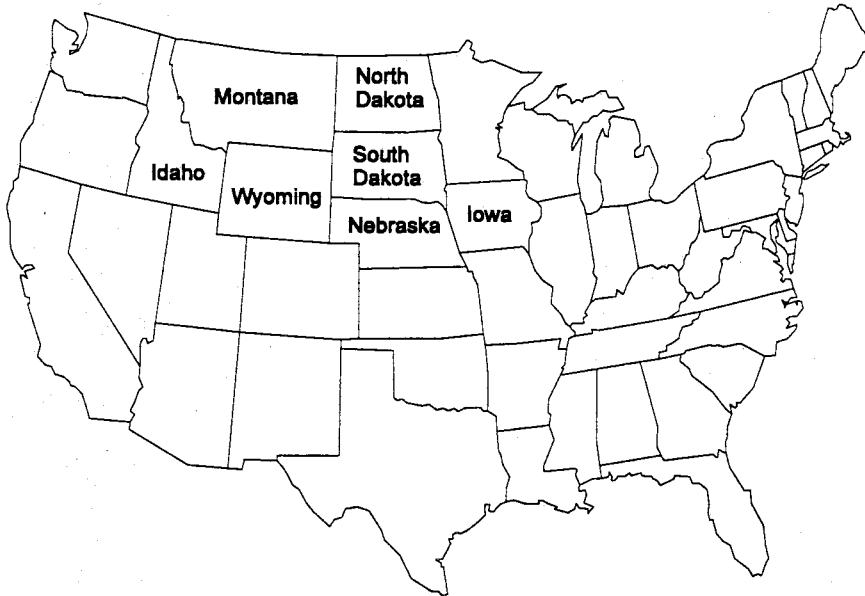 Montana
North
Dakota
Idaho
South
Dakota
Wyoming
Nebraska
Iowa